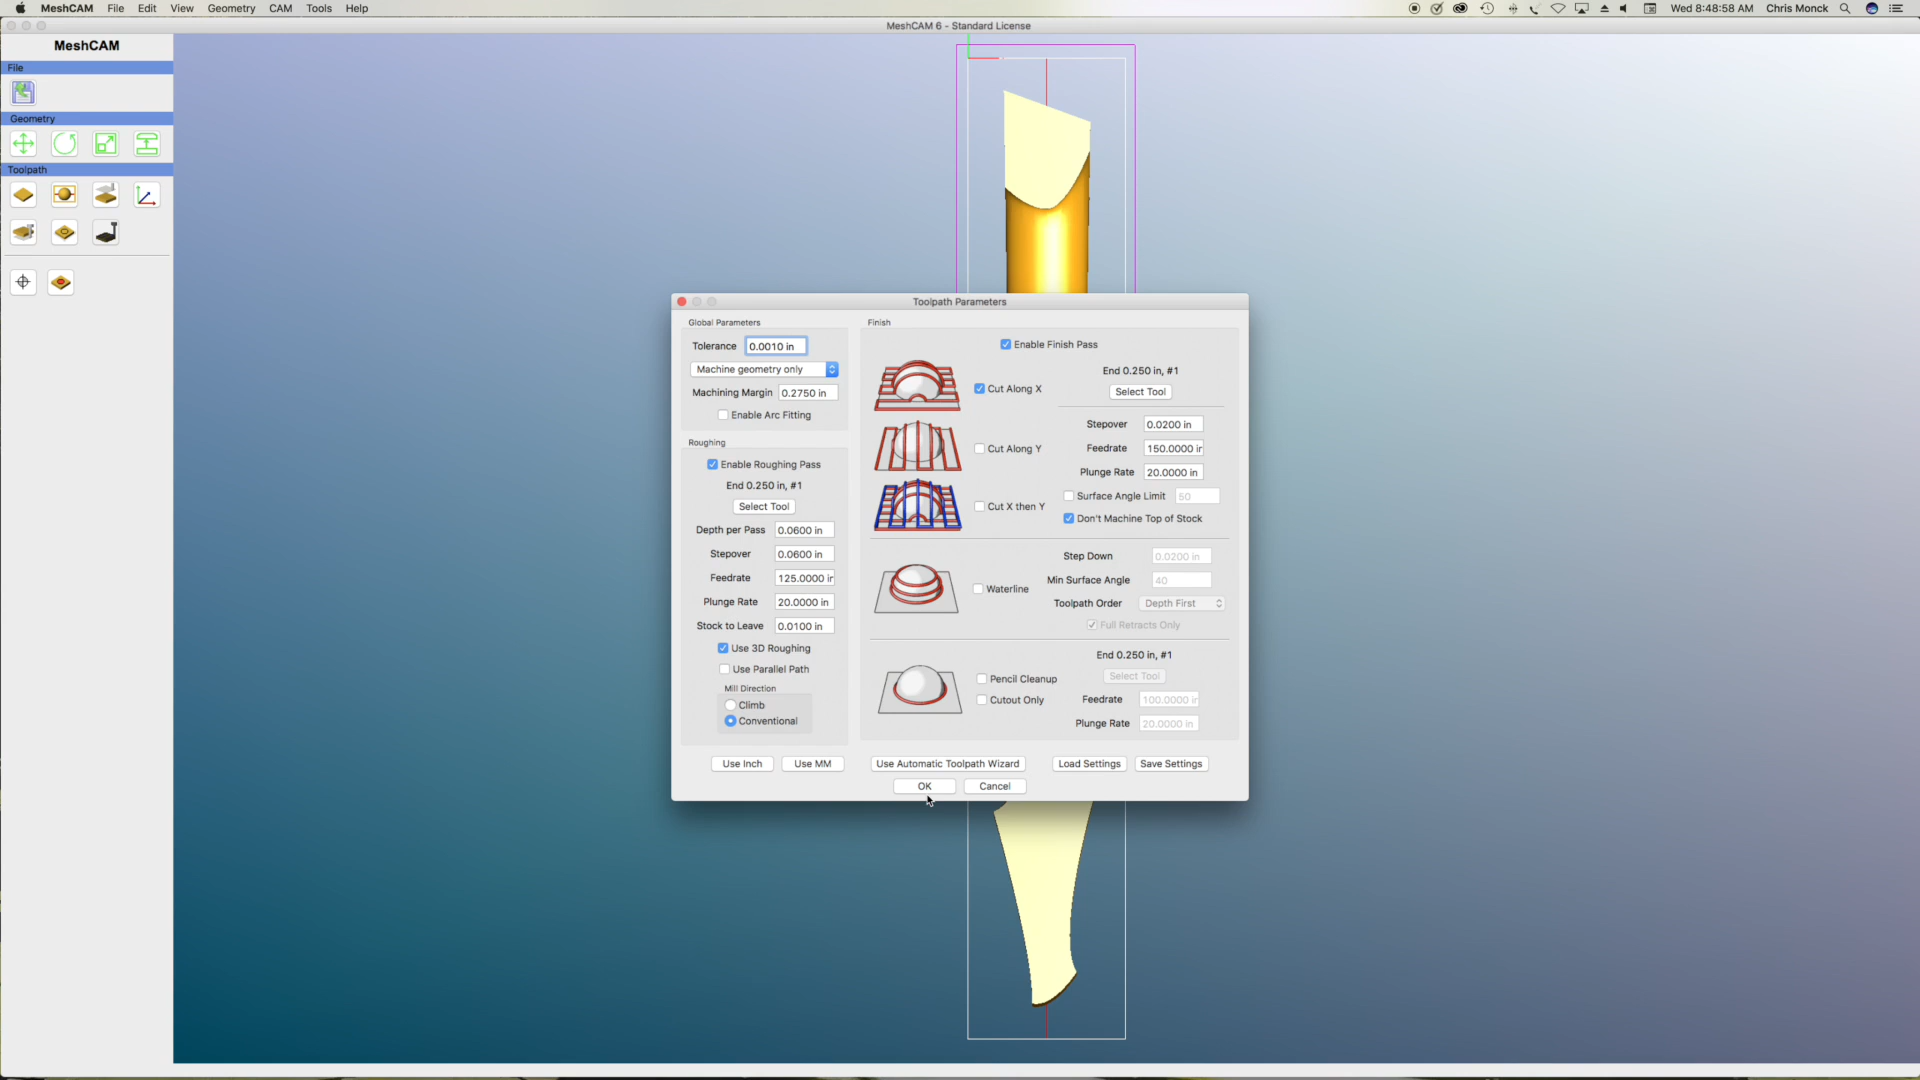 MeshCAM File Edit View Geometry CAM Tools Help
Wed 8:48:58 AM Chris Monck
MeshCAM 6 - Standard License
MeshCAM
File
Geometry
Toolpath
Toolpath Parameters
Global Parameters
Tolerance 0.0010 in
Machine geometry only
Machining Margin 0.2750 in
Enable Arc Fitting
Roughing
Enable Roughing Pass
End 0.250 in, #1
Select Tool
Depth per Pass 0.0600 in
Stepover 0.0600 in
Feedrate 125.0000 ir
Plunge Rate 20.0000 in
Stock to Leave 0.0100 in
Use 3D Roughing
Use Parallel Path
Mill Direction
Climb
Conventional
Finish
Enable Finish Pass
Cut Along X
Cut Along Y
Cut X then Y
End 0.250 in, #1
Select Tool
Stepover 0.0200 in
Feedrate 150.0000 ir
Plunge Rate 20.0000 in
Surface Angle Limit 50
Don't Machine Top of Stock
Waterline
Step Down 0.0200 in
Min Surface Angle 40
Toolpath Order Depth First
Full Retracts Only
Pencil Cleanup
Cutout Only
End 0.250 in, #1
Select Tool
Feedrate 100.0000 ir
Plunge Rate 20.0000 in
Use Inch Use MM Use Automatic Toolpath Wizard Load Settings Save Settings
OK Cancel